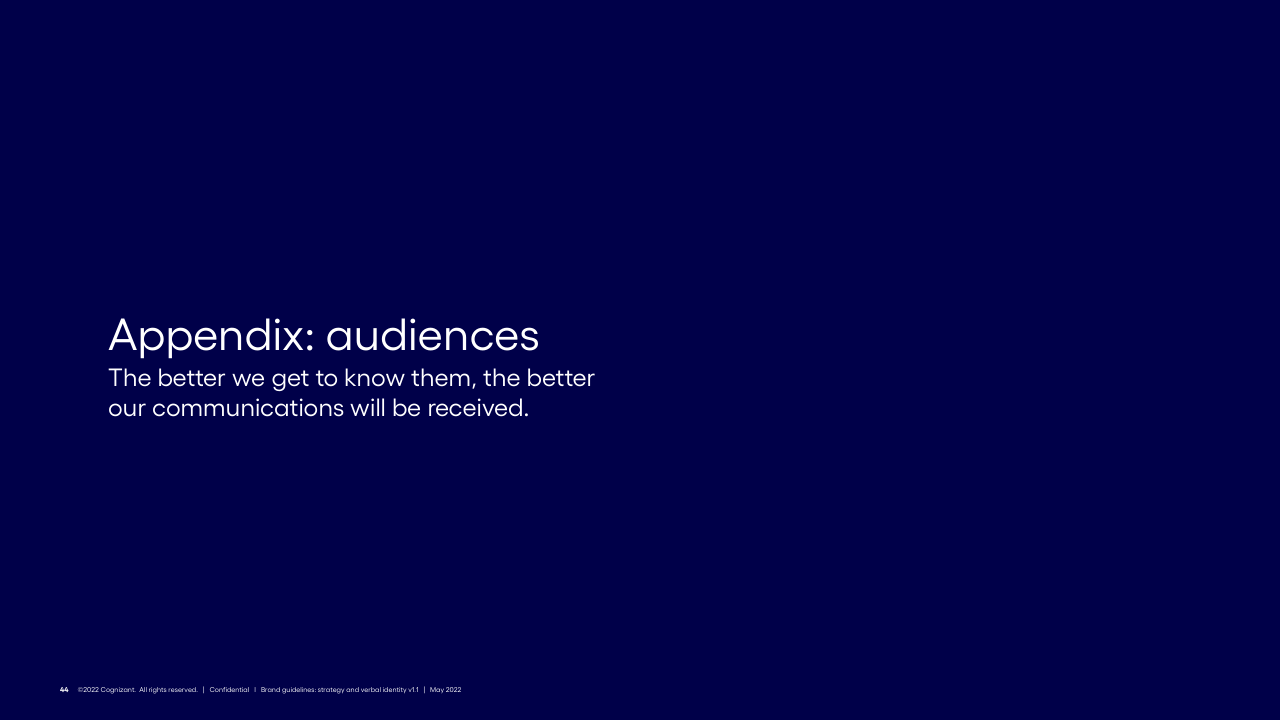 Appendix: audiences
The better we get to know them, the better
our communications will be received.
44 ©2022 Cognizant. All rights reserved. | Confidential I Brand guidelines: strategy and verbal identity v1.1 | May 2022